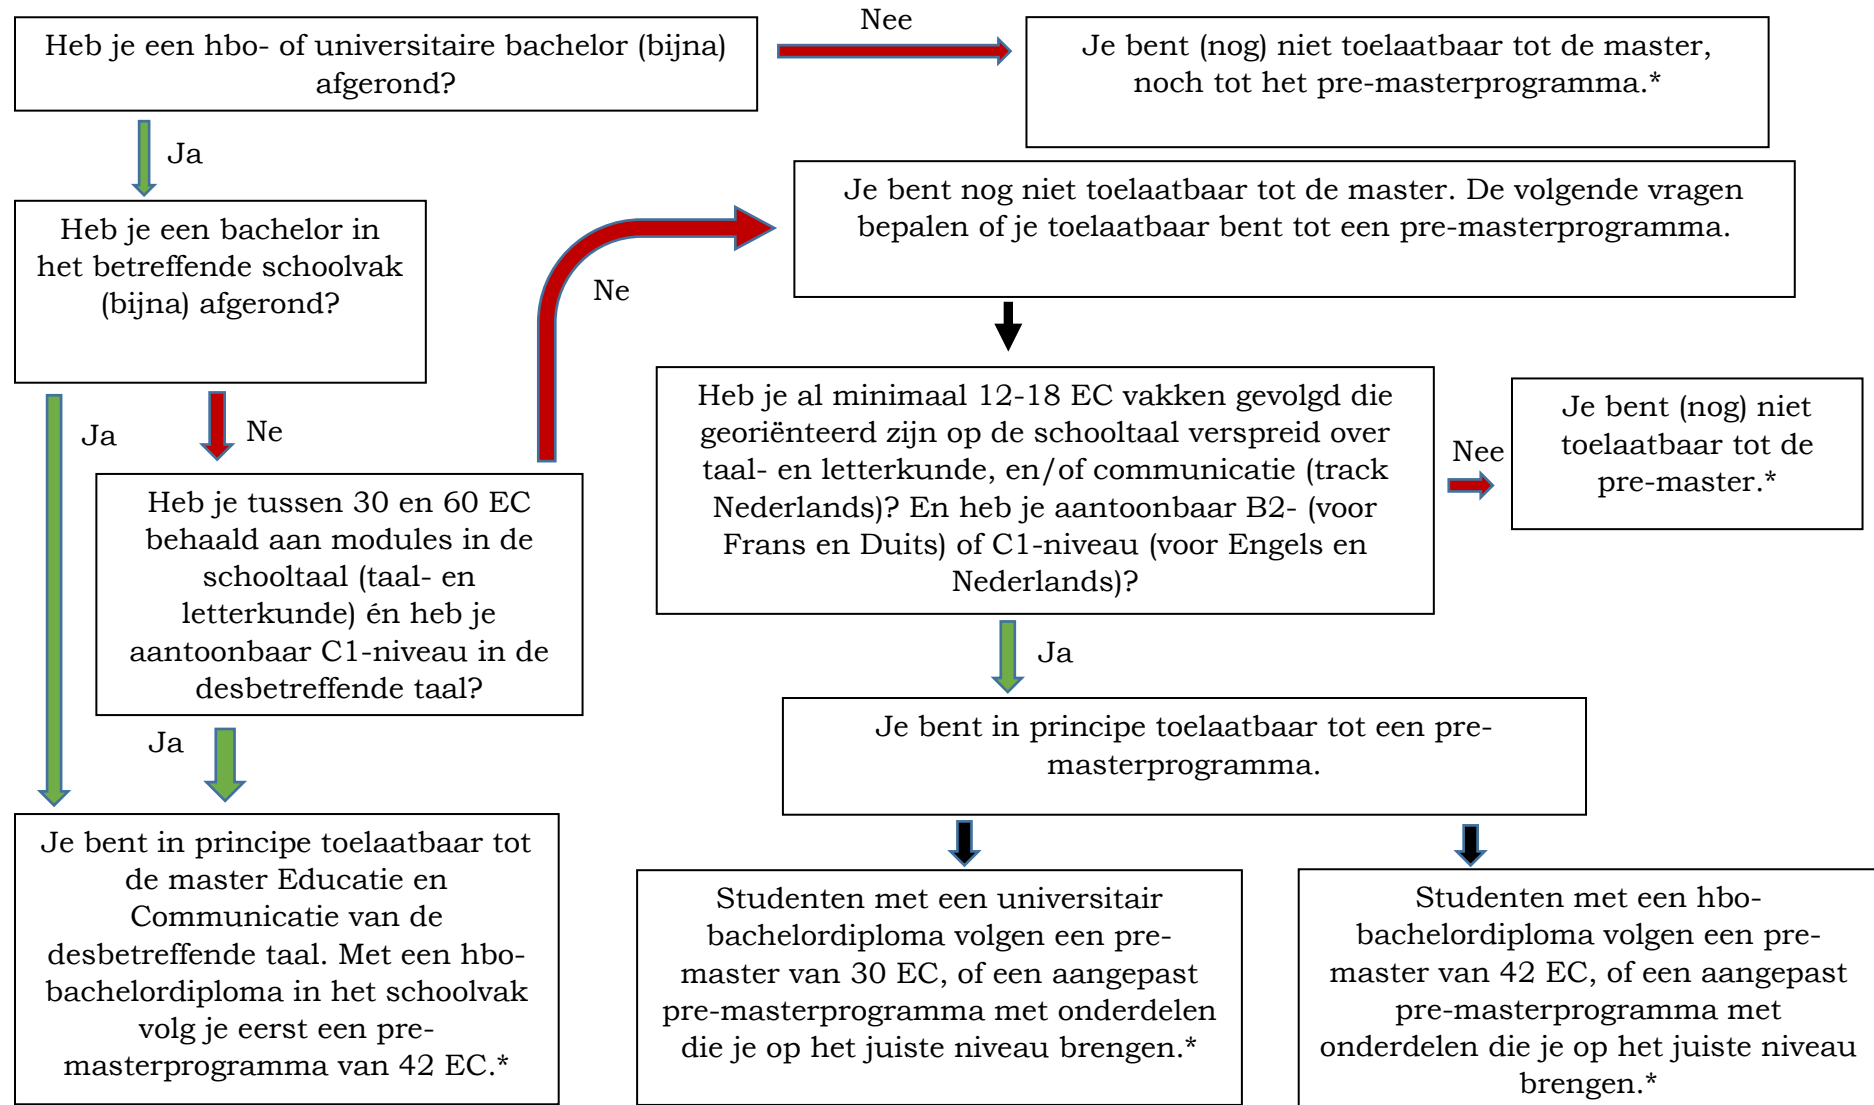 Heb je een hbo- of universitaire bachelor (bijna)
afgerond?
Nee
Je bent (nog) niet toelaatbaar tot de master,
noch tot het pre-masterprogramma.*
Ja
Heb je een bachelor in
het betreffende schoolvak
(bijna) afgerond?
Ne
Je bent nog niet toelaatbaar tot de master. De volgende vragen
bepalen of je toelaatbaar bent tot een pre-masterprogramma.
Ja
Ne
Heb je tussen 30 en 60 EC
behaald aan modules in de
schooltaal (taal- en
letterkunde) én heb je
aantoonbaar C1-niveau in de
desbetreffende taal?
Heb je al minimaal 12-18 EC vakken gevolgd die
georiënteerd zijn op de schooltaal verspreid over
taal- en letterkunde, en/of communicatie (track
Nederlands)? En heb je aantoonbaar B2- (voor
Frans en Duits) of C1-niveau (voor Engels en
Nederlands)?
Nee
Je bent (nog) niet
toelaatbaar tot de
pre-master.*
Ja
Ja
Je bent in principe toelaatbaar tot een pre-
masterprogramma.
Je bent in principe toelaatbaar tot
de master Educatie en
Communicatie van de
desbetreffende taal. Met een hbo-
bachelordiploma in het schoolvak
volg je eerst een pre-
masterprogramma van 42 EC.*
Studenten met een universitair
bachelordiploma volgen een pre-
master van 30 EC, of een aangepast
pre-masterprogramma met onderdelen
die je op het juiste niveau brengen.*
Studenten met een hbo-
bachelordiploma volgen een pre-
master van 42 EC, of een aangepast
pre-masterprogramma met
onderdelen die je op het juiste niveau
brengen.*